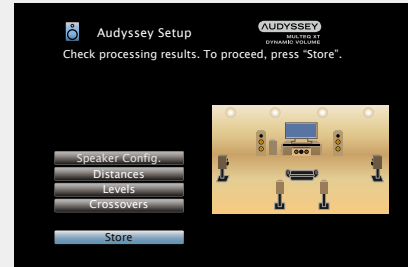 Audyssey Setup
AUDYSSEY
MULTEQ XT
DYNAMIC VOLUME
Check processing results. To proceed, press “Store”.
Speaker Config.
Distances
Levels
Crossovers
Store